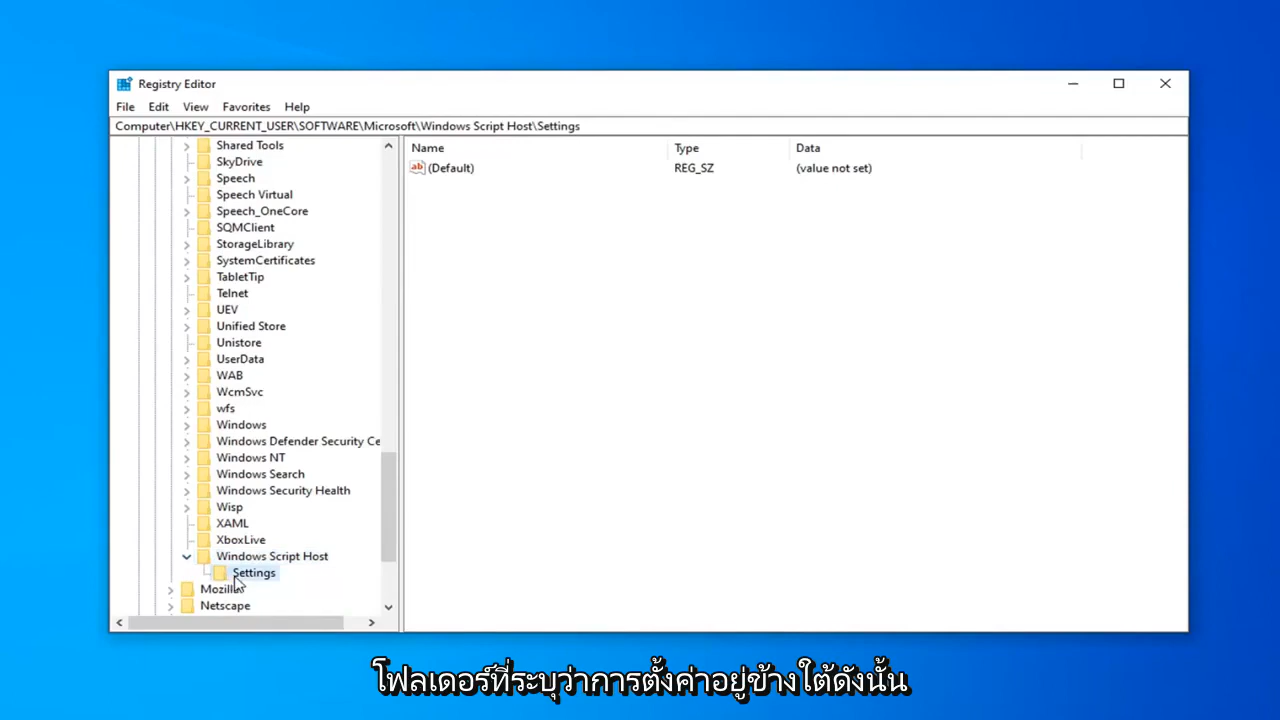 Registry Editor
File Edit View Favorites Help
Computer\HKEY_CURRENT_USER\SOFTWARE\Microsoft\Windows Script Host\Settings
Name Type Data
ab (Default) REG_SZ (value not set)
Shared Tools
SkyDrive
Speech
Speech Virtual
Speech_OneCore
SQMClient
StorageLibrary
SystemCertificates
TabletTip
Telnet
UEV
Unified Store
Unistore
UserData
WAB
WcmSvc
wfs
Windows
Windows Defender Security Ce
Windows NT
Windows Search
Windows Security Health
Wisp
XAML
XboxLive
Windows Script Host
Settings
Mozilla
Netscape
โฟลเดอร์ที่ระบุว่าการตั้งค่าอยู่ข้างใต้ดังนั้น